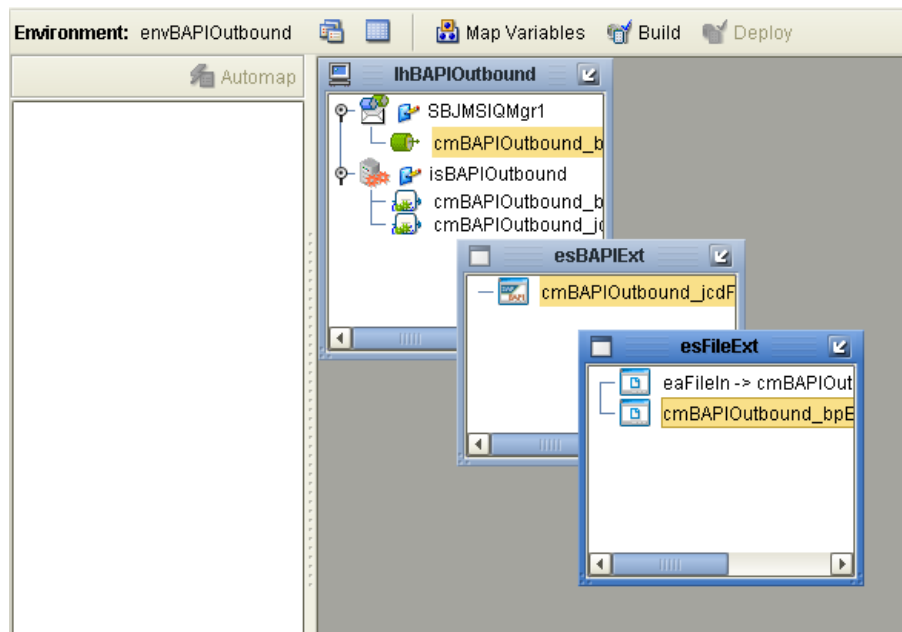 Environment: envBAPIOutbound Map Variables Build Deploy
Automap
lhBAPIOutbound
SBJMSIQMgr1
cmBAPIOutbound_b
isBAPIOutbound
cmBAPIOutbound_b
cmBAPIOutbound_jc
esBAPIExt
cmBAPIOutbound_jcdF
esFileExt
eaFileIn -> cmBAPIOut
cmBAPIOutbound_bpE